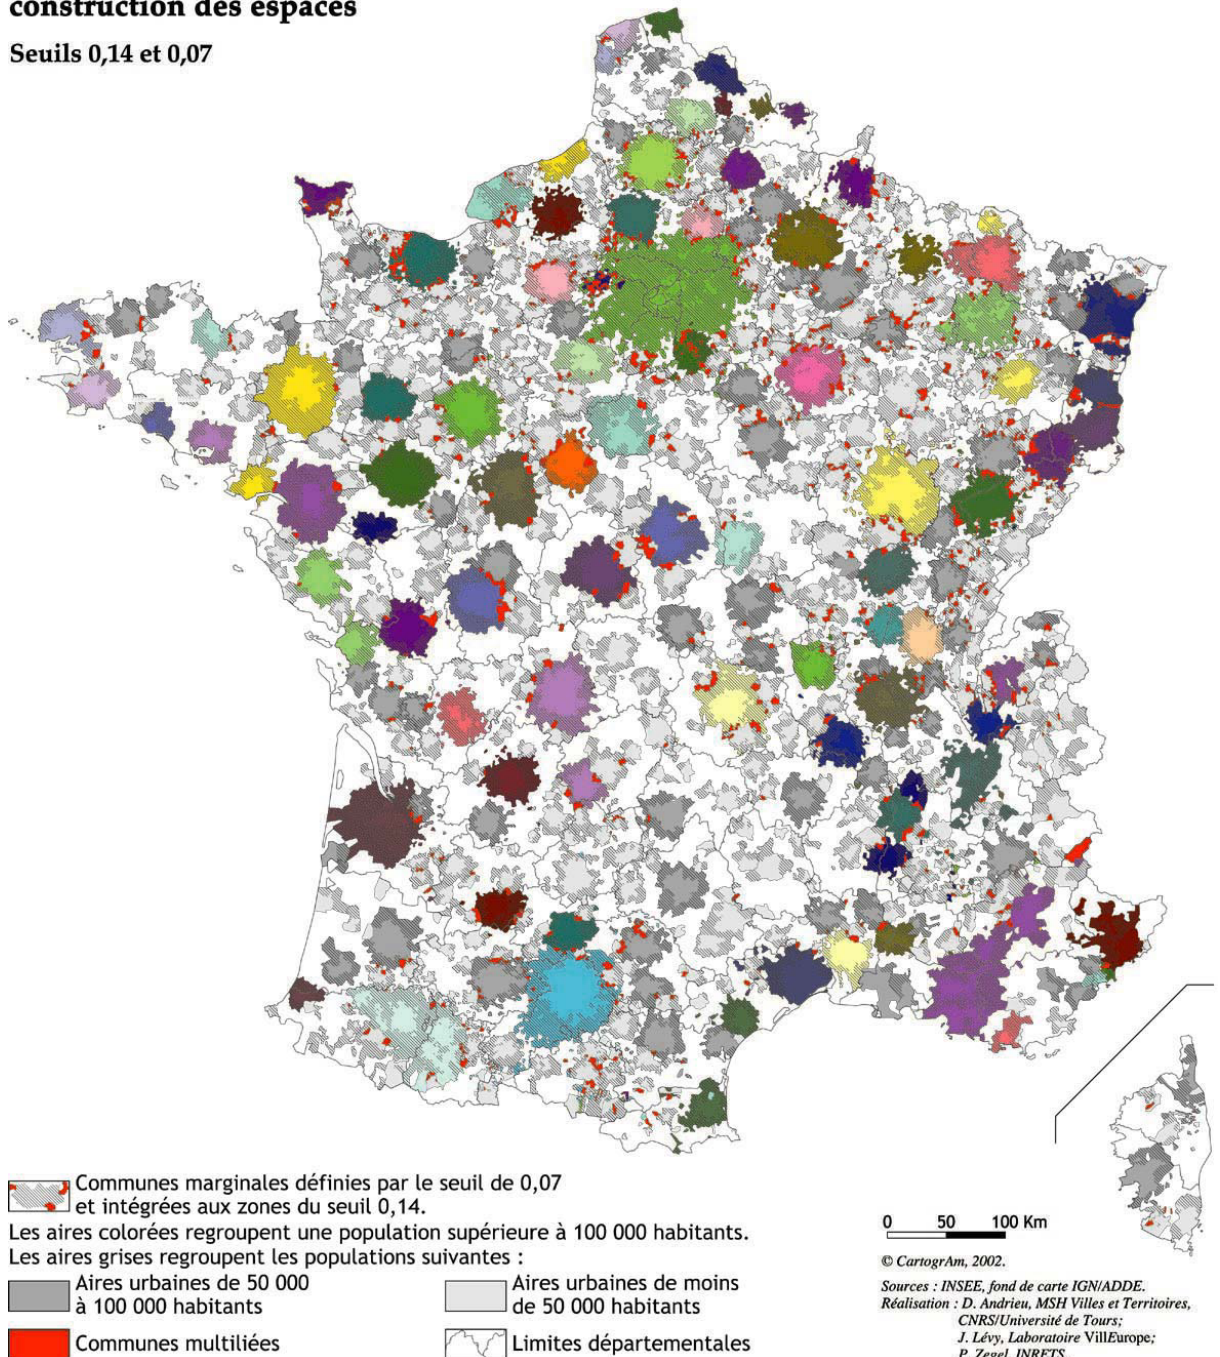 construction des espaces
Seuils 0,14 et 0,07
Communes marginales définies par le seuil de 0,07
et intégrées aux zones du seuil 0,14.
Les aires colorées regroupent une population supérieure à 100 000 habitants.
Les aires grises regroupent les populations suivantes :
Aires urbaines de 50 000
à 100 000 habitants
Aires urbaines de moins
de 50 000 habitants
Communes multiliées
Limites départementales
0 50 100 Km
© CartogrAm, 2002.
Sources : INSEE, fond de carte IGN/ADDE.
Réalisation : D. Andrieu, MSH Villes et Territoires,
CNRS/Université de Tours;
J. Lévy, Laboratoire VillEurope;
P. Zegel, INRETS.